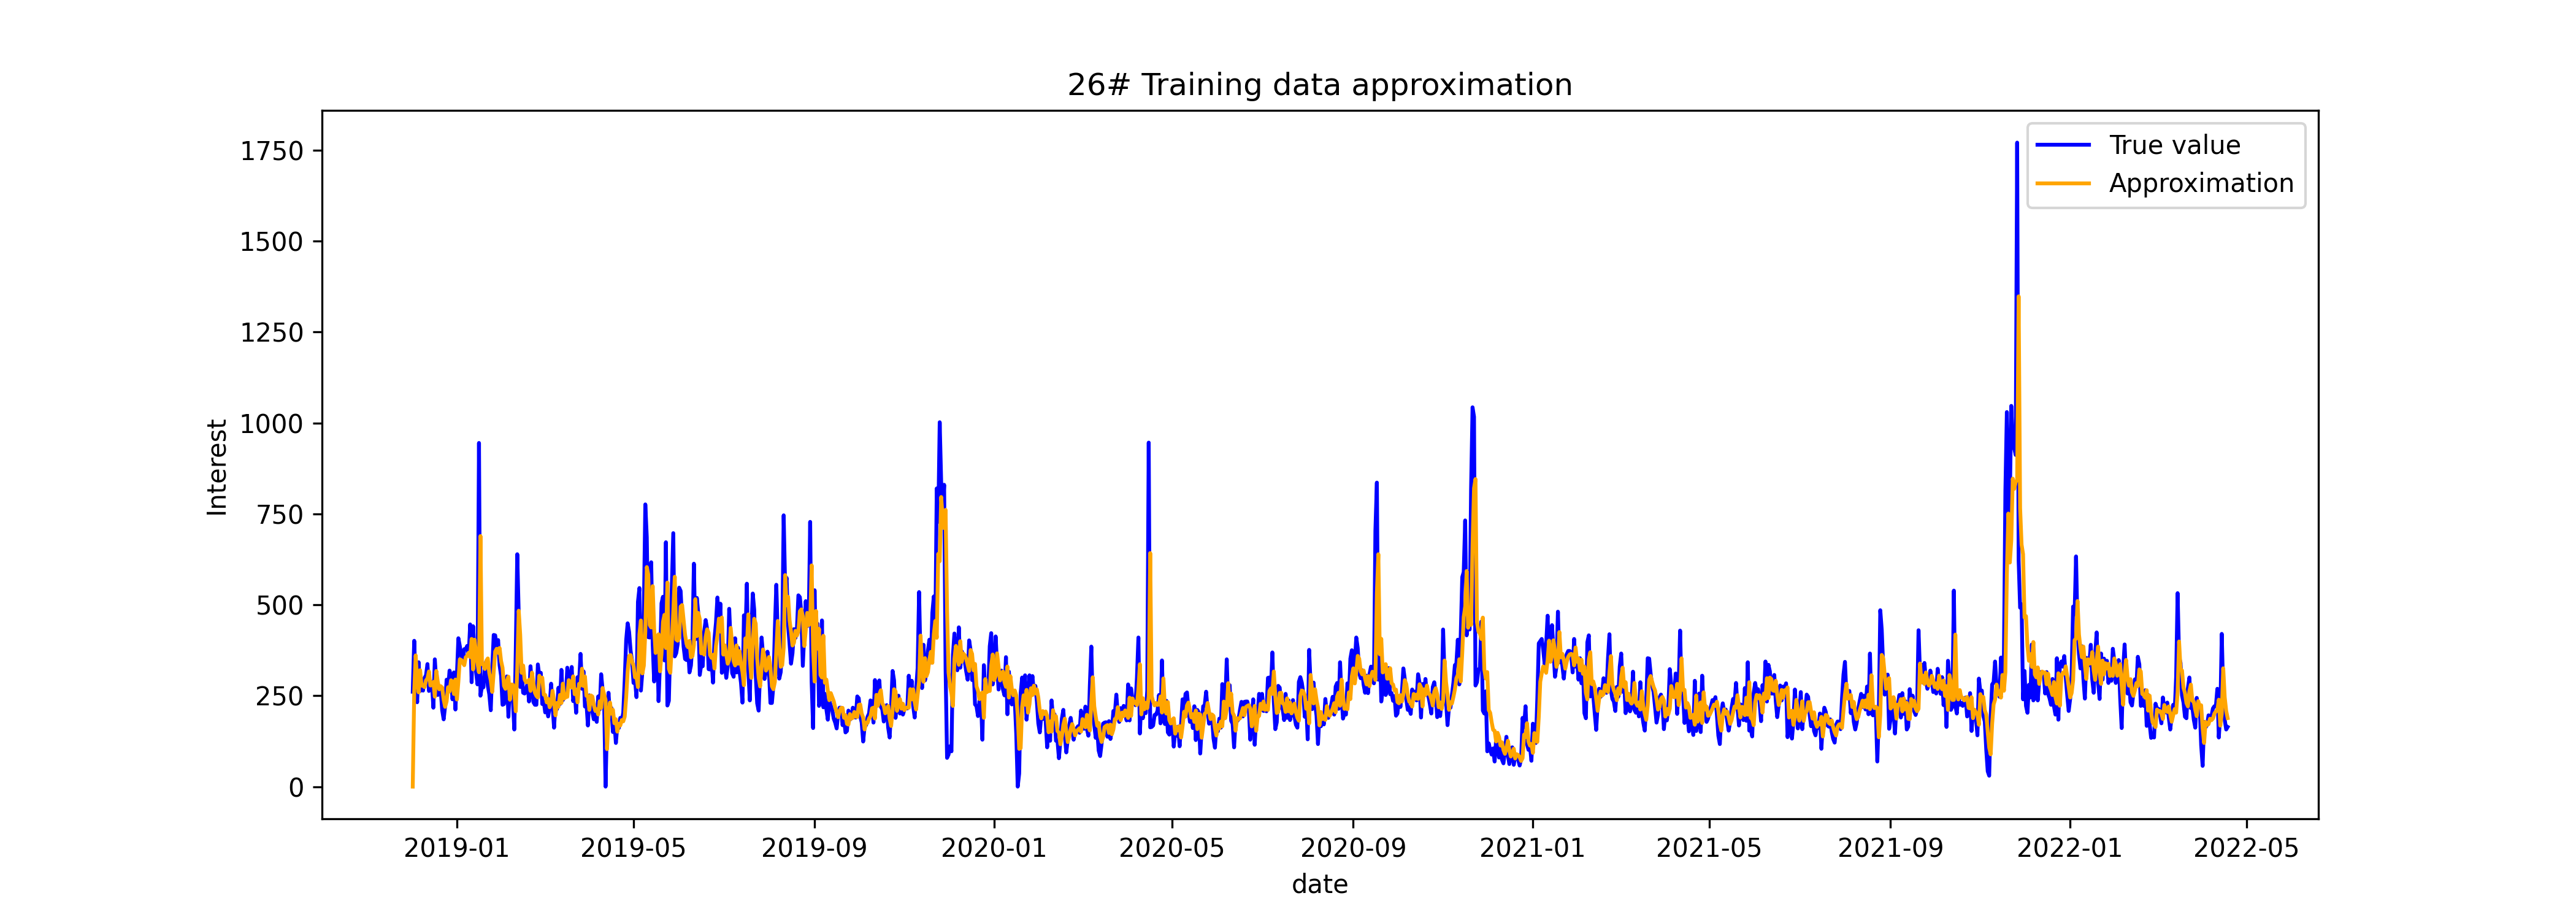 26# Training data approximation
True value
Approximation
Interest
1750
1500
1250
1000
750
500
250
0
2019-01 2019-05 2019-09 2020-01 2020-05 2020-09 2021-01 2021-05 2021-09 2022-01 2022-05
date